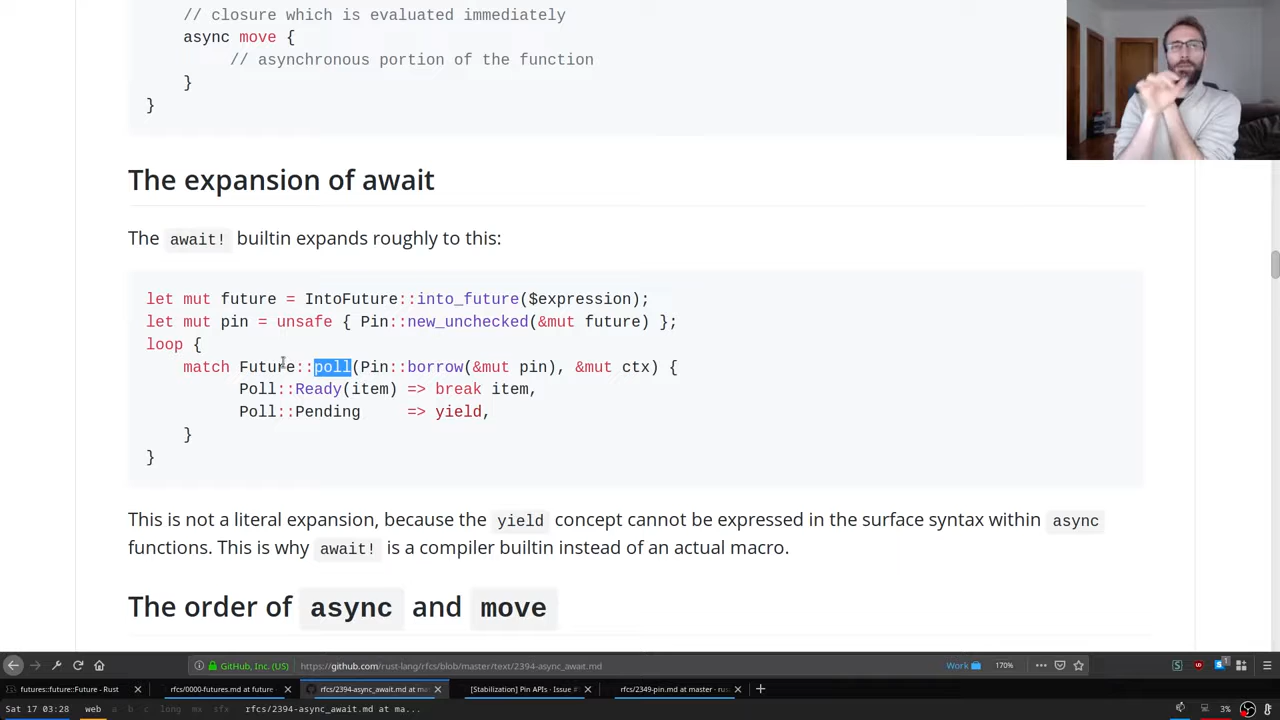 // closure which is evaluated immediately
async move {
// asynchronous portion of the function
}
}
The expansion of await
The await! builtin expands roughly to this:
let mut future = IntoFuture::into_future($expression);
let mut pin = unsafe { Pin::new_unchecked(&mut future) };
loop {
match Future::poll(Pin::borrow(&mut pin), &mut ctx) {
Poll::Ready(item) => break item,
Poll::Pending     => yield,
}
}
This is not a literal expansion, because the yield concept cannot be expressed in the surface syntax within async
functions. This is why await! is a compiler builtin instead of an actual macro.
The order of async and move
GitHub, Inc. (US) https://github.com/rust-lang/rfcs/blob/master/text/2394-async_await.md Work 170%
futures::future::Future - Rust rfcs/0000-futures.md at future rfcs/2394-async_await.md at mas [Stabilization] Pin APIs · Issue # rfcs/2349-pin.md at master · rus
Sat 17 03:28 web a b c long mx sfx rfcs/2394-async_await.md at ma... 3%